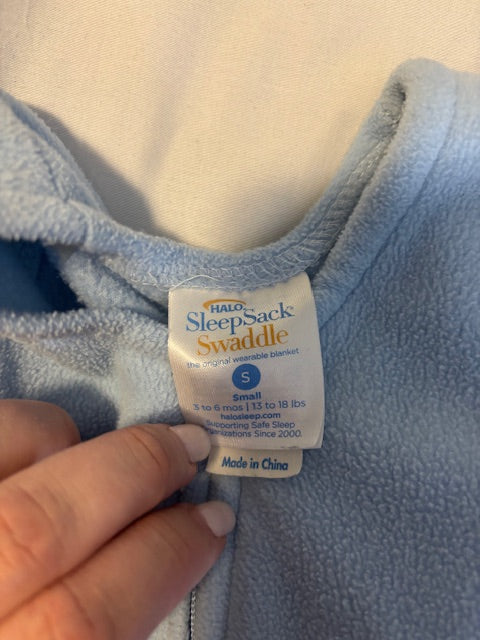 HALO
SleepSack®
Swaddle
the original wearable blanket
S
Small
3 to 6 mos | 13 to 18 lbs
halosleep.com
Supporting Safe Sleep
Since 2000.
Made in China